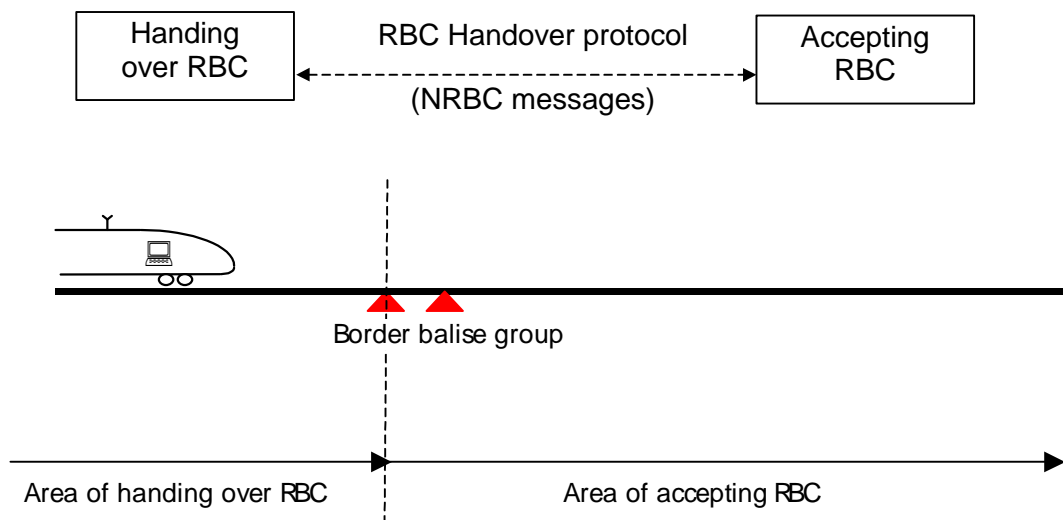 Handing
over RBC
RBC Handover protocol
(NRBC messages)
Accepting
RBC
Border balise group
Area of handing over RBC
Area of accepting RBC